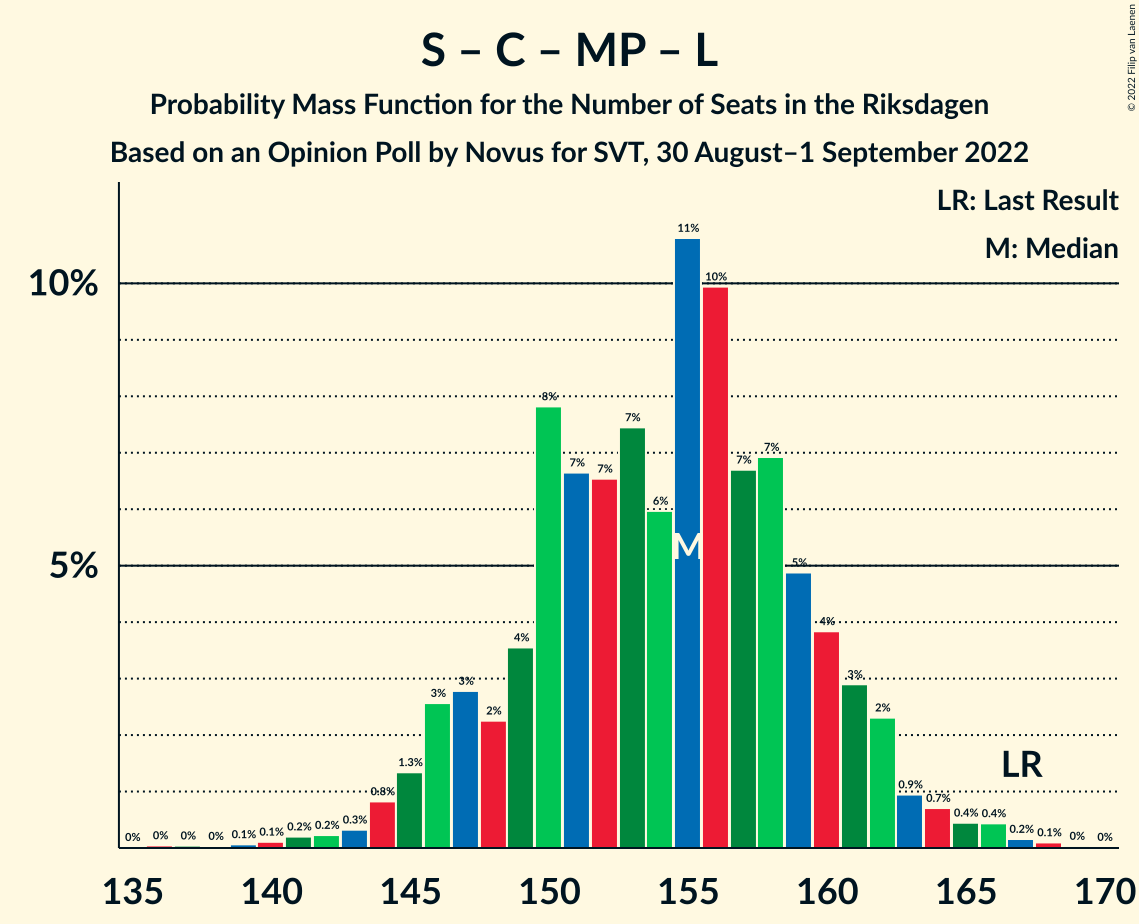 S – C – MP – L
Probability Mass Function for the Number of Seats in the Riksdagen
Based on an Opinion Poll by Novus for SVT, 30 August–1 September 2022
© 2022 Filip van Laenen
LR: Last Result
M: Median
10%
5%
0% 0% 0% 0% 0.1% 0.1% 0.2% 0.2% 0.3% 0.8% 1.3% 3% 3% 2% 4% 8% 7% 7% 7% 6% 11% 10% 7% 7% 5% 4% 3% 2% 0.9% 0.7% 0.4% 0.4% 0.2% 0.1% 0% 0%
M
LR
135 140 145 150 155 160 165 170